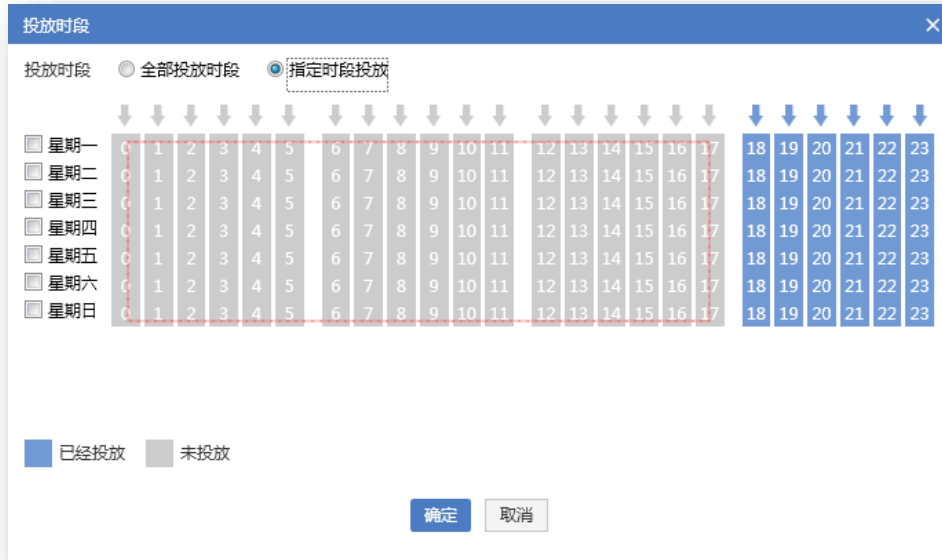 投放时段
投放时段 全部投放时段 指定时段投放
星期一 0 1 2 3 4 5 6 7 8 9 10 11 12 13 14 15 16 17 18 19 20 21 22 23
星期二 0 1 2 3 4 5 6 7 8 9 10 11 12 13 14 15 16 17 18 19 20 21 22 23
星期三 0 1 2 3 4 5 6 7 8 9 10 11 12 13 14 15 16 17 18 19 20 21 22 23
星期四 0 1 2 3 4 5 6 7 8 9 10 11 12 13 14 15 16 17 18 19 20 21 22 23
星期五 0 1 2 3 4 5 6 7 8 9 10 11 12 13 14 15 16 17 18 19 20 21 22 23
星期六 0 1 2 3 4 5 6 7 8 9 10 11 12 13 14 15 16 17 18 19 20 21 22 23
星期日 0 1 2 3 4 5 6 7 8 9 10 11 12 13 14 15 16 17 18 19 20 21 22 23
已经投放 未投放
确定 取消